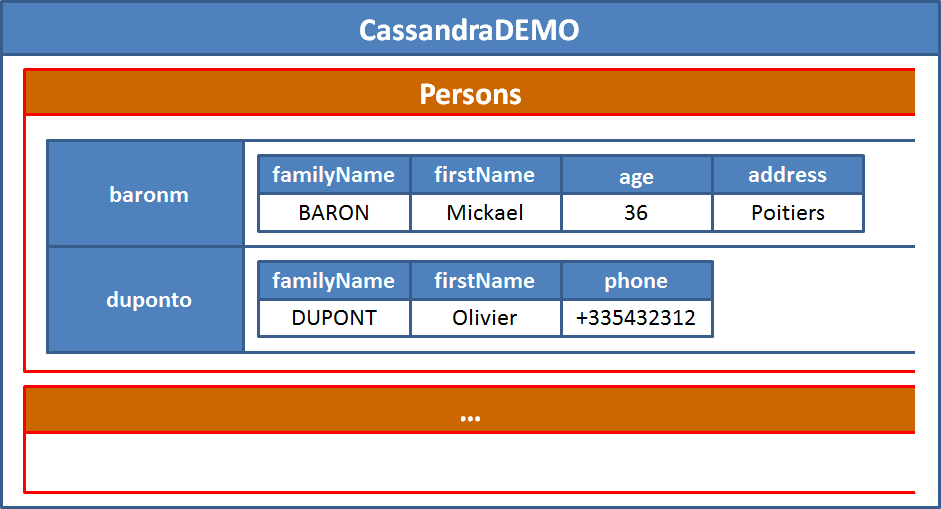 CassandraDEMO
Persons
baronm
familyName firstName age address
BARON Mickael 36 Poitiers
duponto
familyName firstName phone
DUPONT Olivier +335432312
...